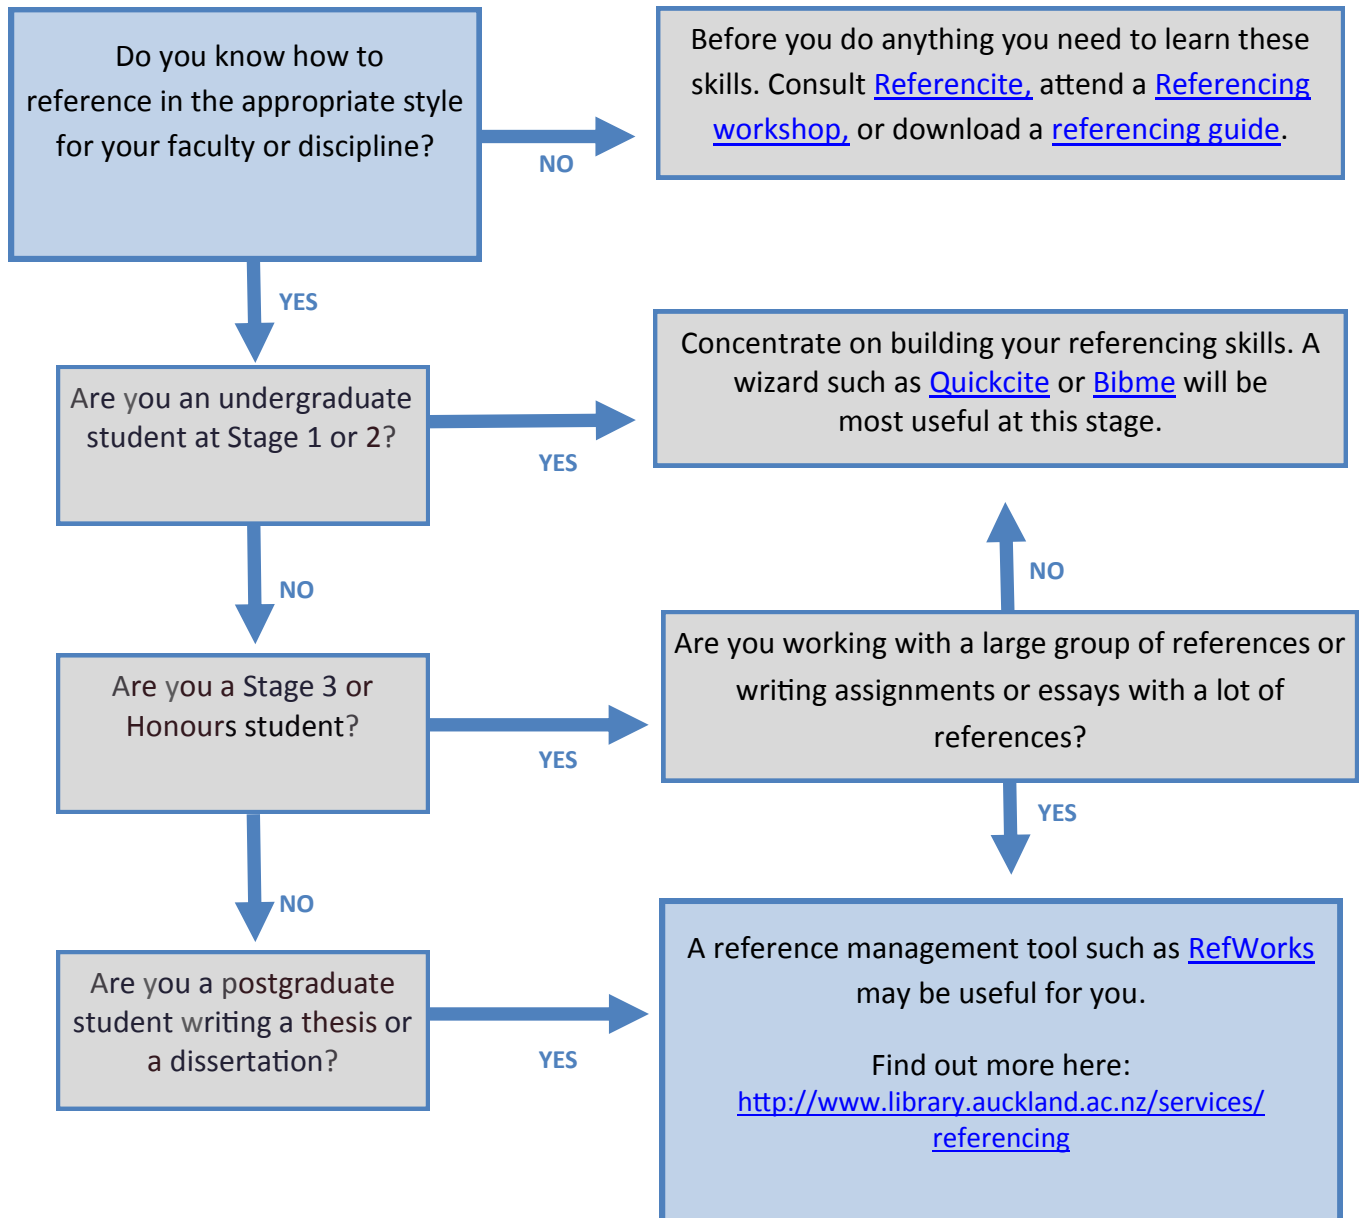 Do you know how to
reference in the appropriate style
for your faculty or discipline?
NO
Before you do anything you need to learn these
skills. Consult Referencite, attend a Referencing
workshop, or download a referencing guide.
YES
Are you an undergraduate
student at Stage 1 or 2?
YES
Concentrate on building your referencing skills. A
wizard such as Quickcite or Bibme will be
most useful at this stage.
NO
NO
Are you a Stage 3 or
Honours student?
YES
Are you working with a large group of references or
writing assignments or essays with a lot of
references?
YES
NO
Are you a postgraduate
student writing a thesis or
a dissertation?
YES
A reference management tool such as RefWorks
may be useful for you.
Find out more here:
http://www.library.auckland.ac.nz/services/
referencing